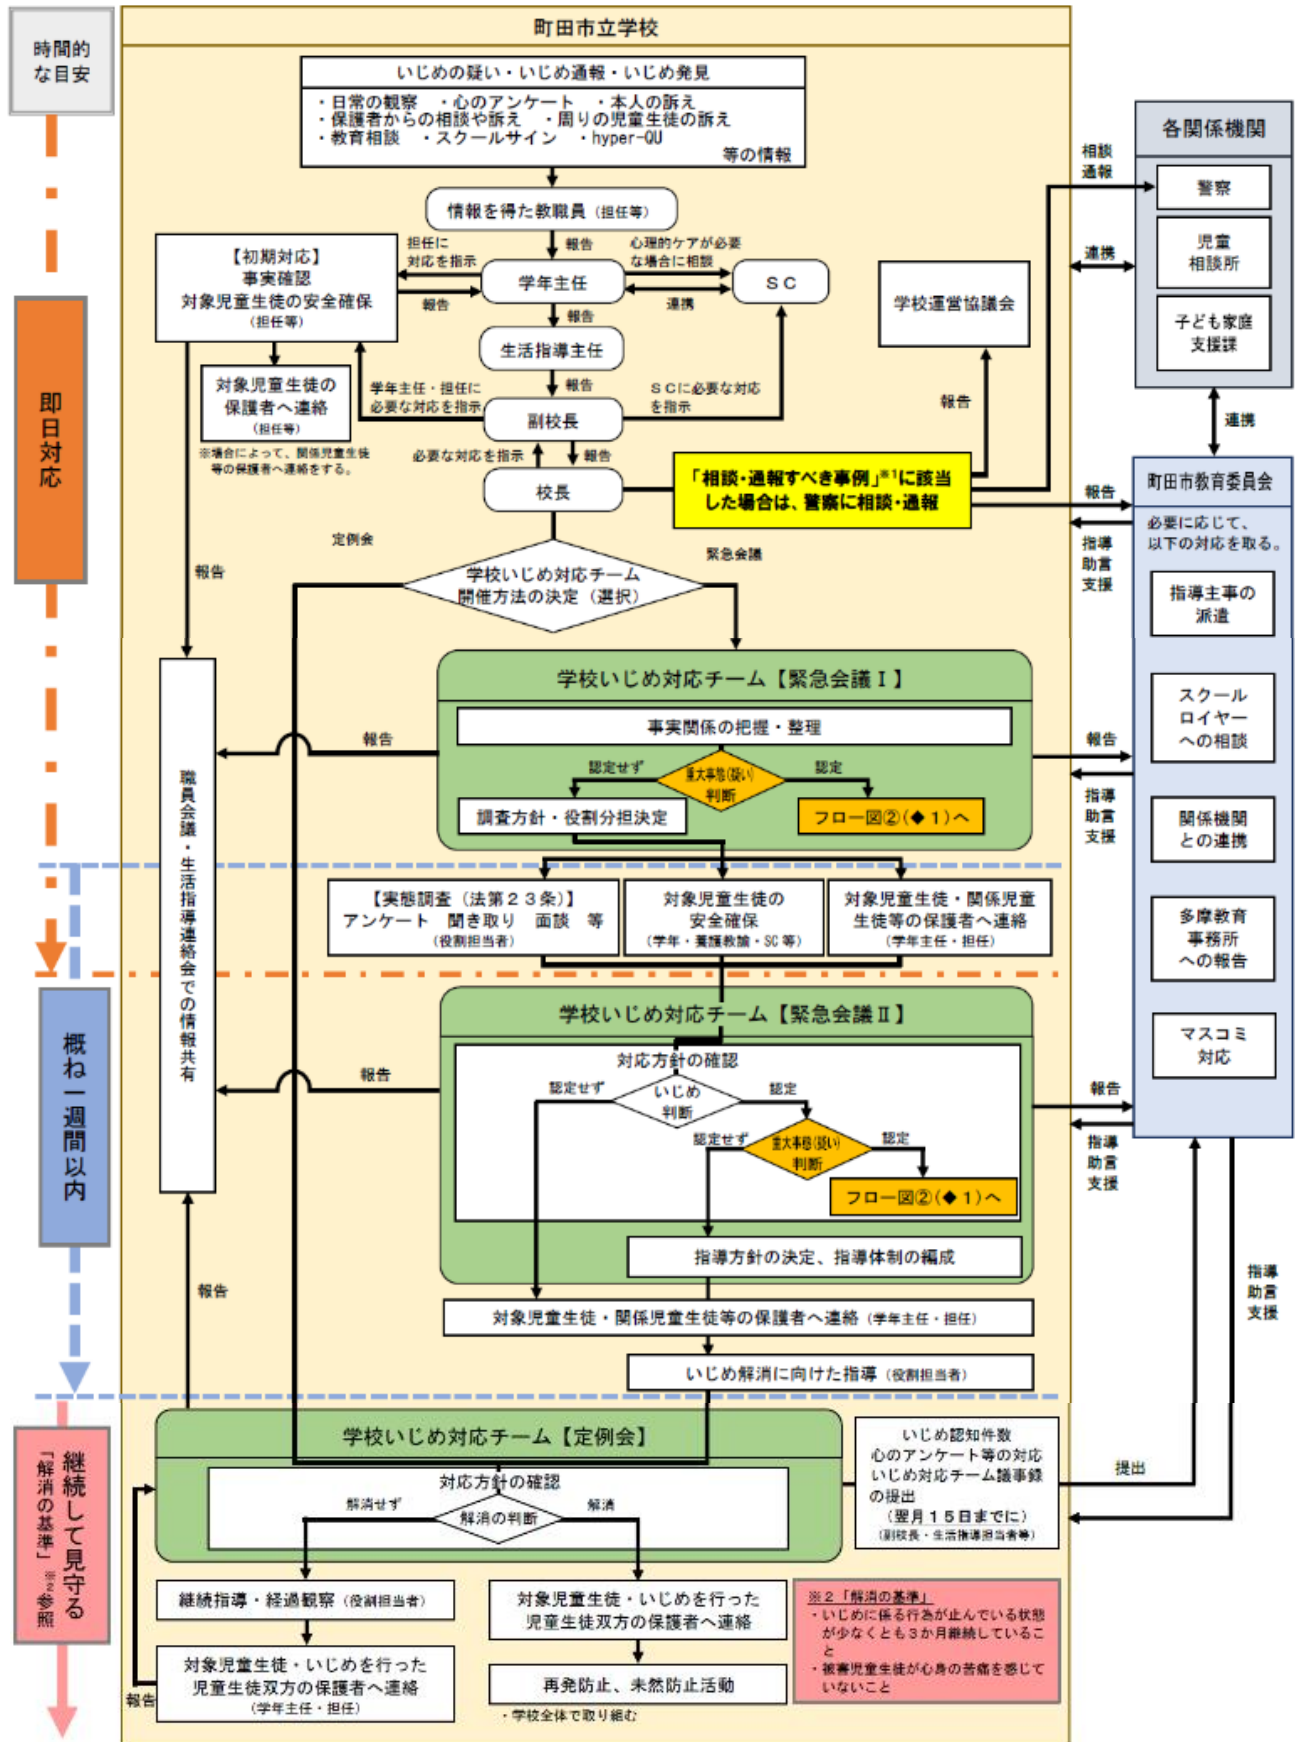 時間的
な目安
町田市立学校
いじめの疑い・いじめ通報・いじめ発見
・日常の観察　・心のアンケート　・本人の訴え
・保護者からの相談や訴え　・周りの児童生徒の訴え
・教育相談　・スクールサイン　・hyper-QU
等の情報
情報を得た教職員（担任等）
報告
担任に
対応を指示
心理的ケアが必要
な場合に相談
【初期対応】
事実確認
対象児童生徒の安全確保
（担任等）
学年主任
ＳＣ
報告
連携
報告
生活指導主任
報告
対象児童生徒の
保護者へ連絡
（担任等）
※場合によって、関係児童生徒
等の保護者へ連絡をする。
学年主任・担任に
必要な対応を指示
副校長
ＳＣに必要な対応
を指示
必要な対応を指示
報告
校長
「相談・通報すべき事例」※1に該当
した場合は、警察に相談・通報
学校運営協議会
報告
相談
通報
連携
各関係機関
警察
児童
相談所
子ども家庭
支援課
連携
即日対応
報告
指導
助言
支援
町田市教育委員会
必要に応じて、
以下の対応を取る。
指導主事の
派遣
スクール
ロイヤー
への相談
関係機関
との連携
多摩教育
事務所
への報告
マスコミ
対応
定例会
緊急会議
学校いじめ対応チーム
開催方法の決定（選択）
報告
学校いじめ対応チーム【緊急会議Ⅰ】
事実関係の把握・整理
認定せず
重大事態(疑い)
判断
認定
調査方針・役割分担決定
フロー図②(◆１)へ
報告
報告
指導
助言
支援
職員会議・生活指導連絡会での情報共有
【実態調査（法第２３条）】
アンケート　聞き取り　面談　等
（役割担当者）
対象児童生徒の
安全確保
（学年・養護教諭・SC等）
対象児童生徒・関係児童
生徒等の保護者へ連絡
（学年主任・担任）
概ね一週間以内
学校いじめ対応チーム【緊急会議Ⅱ】
対応方針の確認
認定せず
いじめ
判断
認定
認定せず
重大事態(疑い)
判断
認定
フロー図②(◆１)へ
指導方針の決定、指導体制の編成
報告
報告
指導
助言
支援
対象児童生徒・関係児童生徒等の保護者へ連絡（学年主任・担任）
いじめ解消に向けた指導（役割担当者）
報告
指導
助言
支援
継続して見守る
「解消の基準」※2参照
学校いじめ対応チーム【定例会】
対応方針の確認
解消せず
解消の判断
解消
いじめ認知件数
心のアンケート等の対応
いじめ対応チーム議事録
の提出
（翌月１５日までに）
（副校長・生活指導担当者等）
提出
継続指導・経過観察（役割担当者）
対象児童生徒・いじめを行った
児童生徒双方の保護者へ連絡
（学年主任・担任）
報告
対象児童生徒・いじめを行った
児童生徒双方の保護者へ連絡
再発防止、未然防止活動
・学校全体で取り組む
※２「解消の基準」
・いじめに係る行為が止んでいる状態
が少なくとも３か月継続しているこ
と
・被害児童生徒が心身の苦痛を感じて
いないこと